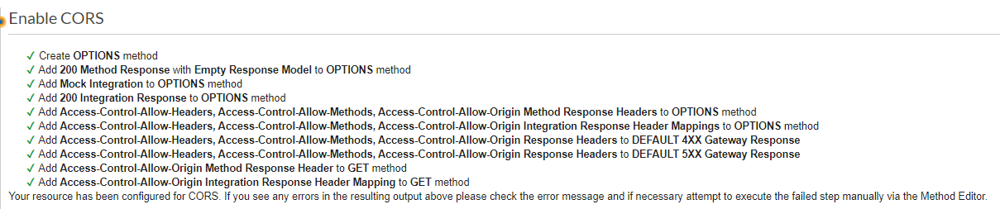 Enable CORS
✓ Create OPTIONS method
✓ Add 200 Method Response with Empty Response Model to OPTIONS method
✓ Add Mock Integration to OPTIONS method
✓ Add 200 Integration Response to OPTIONS method
✓ Add Access-Control-Allow-Headers, Access-Control-Allow-Methods, Access-Control-Allow-Origin Method Response Headers to OPTIONS method
✓ Add Access-Control-Allow-Headers, Access-Control-Allow-Methods, Access-Control-Allow-Origin Integration Response Header Mappings to OPTIONS method
✓ Add Access-Control-Allow-Headers, Access-Control-Allow-Methods, Access-Control-Allow-Origin Response Headers to DEFAULT 4XX Gateway Response
✓ Add Access-Control-Allow-Headers, Access-Control-Allow-Methods, Access-Control-Allow-Origin Response Headers to DEFAULT 5XX Gateway Response
✓ Add Access-Control-Allow-Origin Method Response Header to GET method
✓ Add Access-Control-Allow-Origin Integration Response Header Mapping to GET method
Your resource has been configured for CORS. If you see any errors in the resulting output above please check the error message and if necessary attempt to execute the failed step manually via the Method Editor.